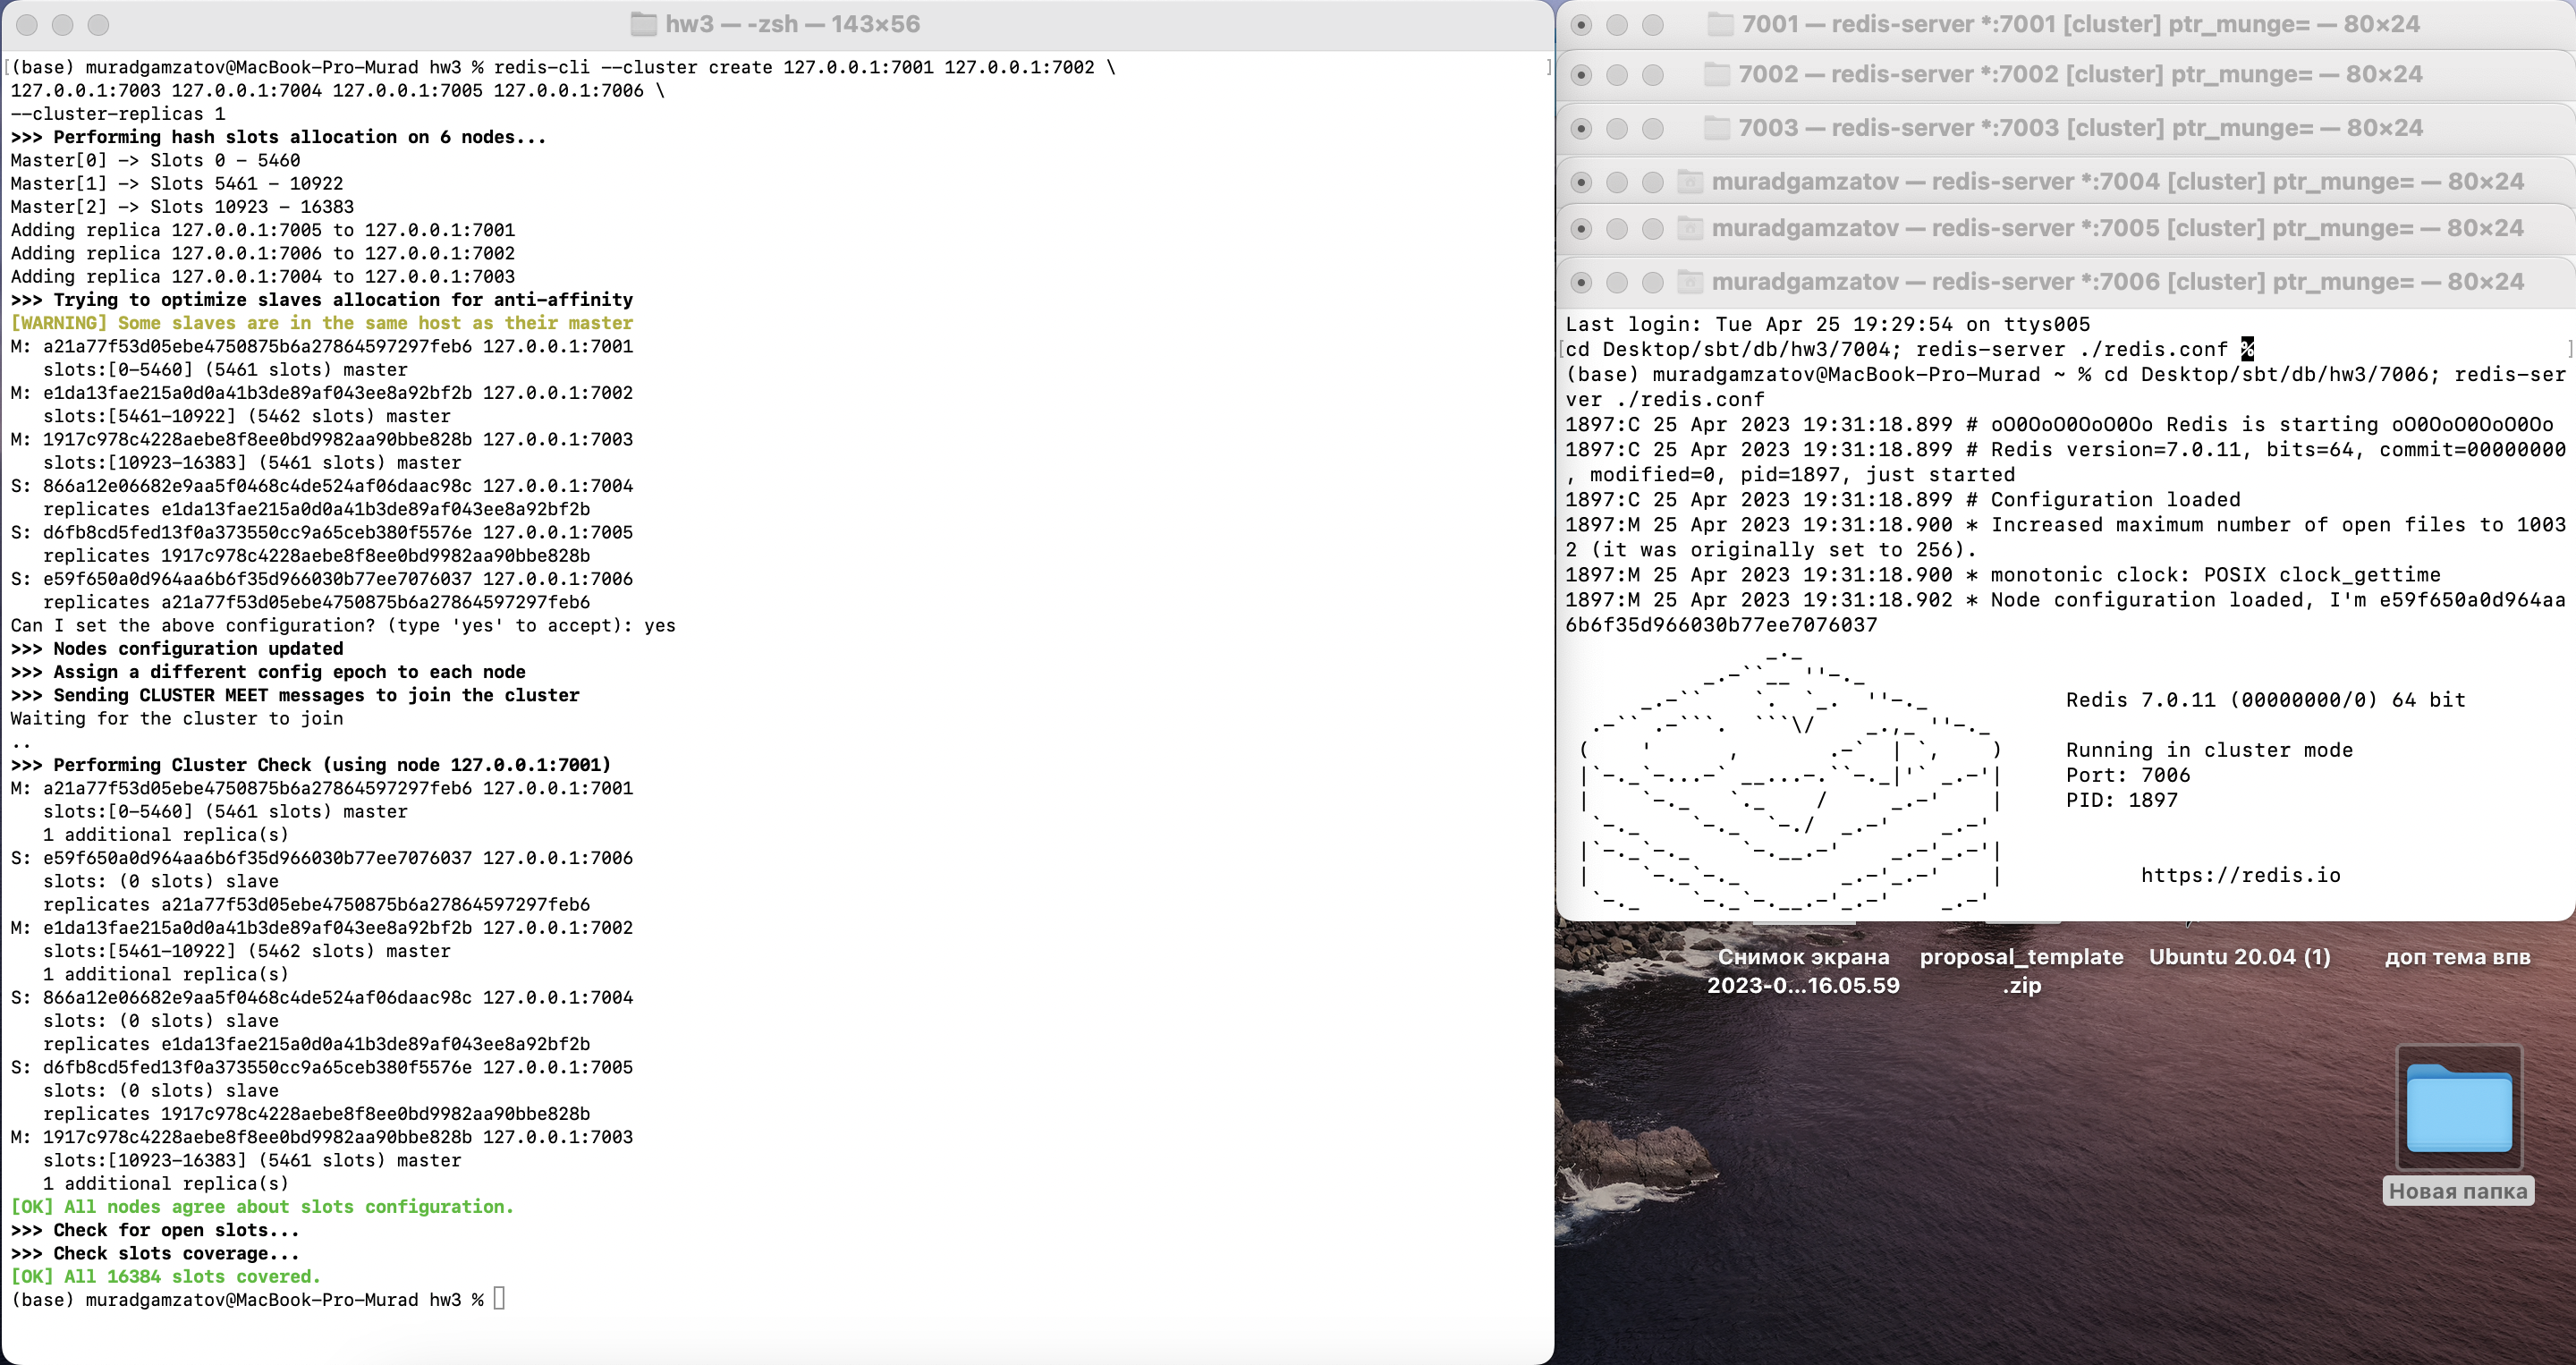 hw3 — -zsh — 143×56
(base) muradgamzatov@MacBook-Pro-Murad hw3 % redis-cli --cluster create 127.0.0.1:7001 127.0.0.1:7002 \
127.0.0.1:7003 127.0.0.1:7004 127.0.0.1:7005 127.0.0.1:7006 \
--cluster-replicas 1
>>> Performing hash slots allocation on 6 nodes...
Master[0] -> Slots 0 - 5460
Master[1] -> Slots 5461 - 10922
Master[2] -> Slots 10923 - 16383
Adding replica 127.0.0.1:7005 to 127.0.0.1:7001
Adding replica 127.0.0.1:7006 to 127.0.0.1:7002
Adding replica 127.0.0.1:7004 to 127.0.0.1:7003
>>> Trying to optimize slaves allocation for anti-affinity
[WARNING] Some slaves are in the same host as their master
M: a21a77f53d05ebe4750875b6a27864597297feb6 127.0.0.1:7001
   slots:[0-5460] (5461 slots) master
M: e1da13fae215a0d0a41b3de89af043ee8a92bf2b 127.0.0.1:7002
   slots:[5461-10922] (5462 slots) master
M: 1917c978c4228aebe8f8ee0bd9982aa90bbe828b 127.0.0.1:7003
   slots:[10923-16383] (5461 slots) master
S: 866a12e06682e9aa5f0468c4de524af06daac98c 127.0.0.1:7004
   replicates e1da13fae215a0d0a41b3de89af043ee8a92bf2b
S: d6fb8cd5fed13f0a373550cc9a65ceb380f5576e 127.0.0.1:7005
   replicates 1917c978c4228aebe8f8ee0bd9982aa90bbe828b
S: e59f650a0d964aa6b6f35d966030b77ee7076037 127.0.0.1:7006
   replicates a21a77f53d05ebe4750875b6a27864597297feb6
Can I set the above configuration? (type 'yes' to accept): yes
>>> Nodes configuration updated
>>> Assign a different config epoch to each node
>>> Sending CLUSTER MEET messages to join the cluster
Waiting for the cluster to join
..
>>> Performing Cluster Check (using node 127.0.0.1:7001)
M: a21a77f53d05ebe4750875b6a27864597297feb6 127.0.0.1:7001
   slots:[0-5460] (5461 slots) master
   1 additional replica(s)
S: e59f650a0d964aa6b6f35d966030b77ee7076037 127.0.0.1:7006
   slots: (0 slots) slave
   replicates a21a77f53d05ebe4750875b6a27864597297feb6
M: e1da13fae215a0d0a41b3de89af043ee8a92bf2b 127.0.0.1:7002
   slots:[5461-10922] (5462 slots) master
   1 additional replica(s)
S: 866a12e06682e9aa5f0468c4de524af06daac98c 127.0.0.1:7004
   slots: (0 slots) slave
   replicates e1da13fae215a0d0a41b3de89af043ee8a92bf2b
S: d6fb8cd5fed13f0a373550cc9a65ceb380f5576e 127.0.0.1:7005
   slots: (0 slots) slave
   replicates 1917c978c4228aebe8f8ee0bd9982aa90bbe828b
M: 1917c978c4228aebe8f8ee0bd9982aa90bbe828b 127.0.0.1:7003
   slots:[10923-16383] (5461 slots) master
   1 additional replica(s)
[OK] All nodes agree about slots configuration.
>>> Check for open slots...
>>> Check slots coverage...
[OK] All 16384 slots covered.
(base) muradgamzatov@MacBook-Pro-Murad hw3 %
7001 — redis-server *:7001 [cluster] ptr_munge= — 80×24
7002 — redis-server *:7002 [cluster] ptr_munge= — 80×24
7003 — redis-server *:7003 [cluster] ptr_munge= — 80×24
muradgamzatov — redis-server *:7004 [cluster] ptr_munge= — 80×24
muradgamzatov — redis-server *:7005 [cluster] ptr_munge= — 80×24
muradgamzatov — redis-server *:7006 [cluster] ptr_munge= — 80×24
Last login: Tue Apr 25 19:29:54 on ttys005
cd Desktop/sbt/db/hw3/7004; redis-server ./redis.conf %
(base) muradgamzatov@MacBook-Pro-Murad ~ % cd Desktop/sbt/db/hw3/7006; redis-ser
ver ./redis.conf
1897:C 25 Apr 2023 19:31:18.899 # oO0OoO0OoO0Oo Redis is starting oO0OoO0OoO0Oo
1897:C 25 Apr 2023 19:31:18.899 # Redis version=7.0.11, bits=64, commit=00000000
, modified=0, pid=1897, just started
1897:C 25 Apr 2023 19:31:18.899 # Configuration loaded
1897:M 25 Apr 2023 19:31:18.900 * Increased maximum number of open files to 1003
2 (it was originally set to 256).
1897:M 25 Apr 2023 19:31:18.900 * monotonic clock: POSIX clock_gettime
1897:M 25 Apr 2023 19:31:18.902 * Node configuration loaded, I'm e59f650a0d964aa
6b6f35d966030b77ee7076037
Redis 7.0.11 (00000000/0) 64 bit
Running in cluster mode
Port: 7006
PID: 1897
https://redis.io
Снимок экрана
2023-0...16.05.59
proposal_template
.zip
Ubuntu 20.04 (1)
доп тема впв
Новая папка